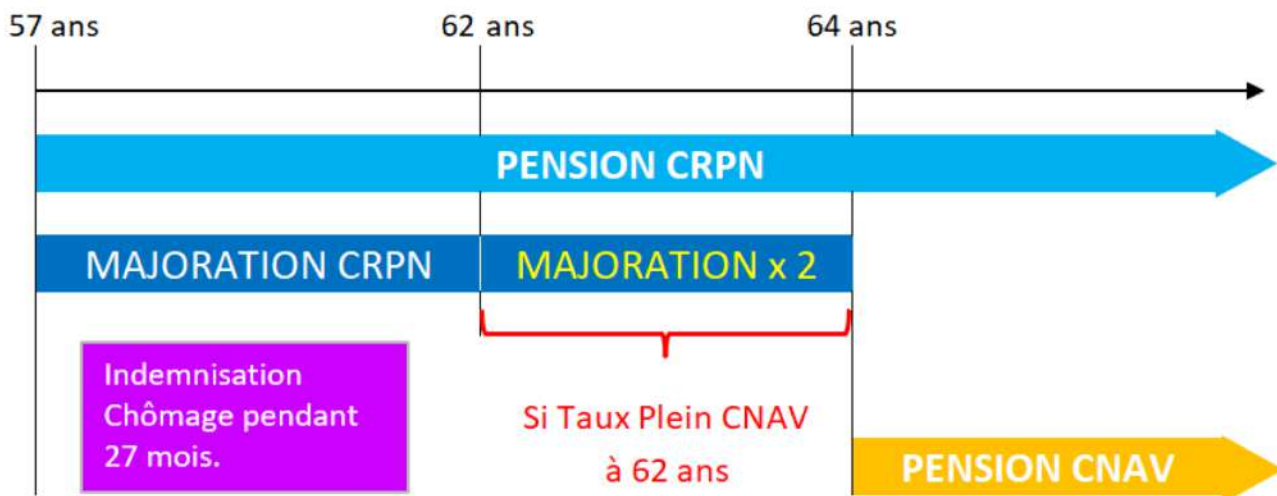 57 ans
62 ans
64 ans
PENSION CRPN
MAJORATION CRPN
MAJORATION x 2
Indemnisation
Chômage pendant
27 mois.
Si Taux Plein CNAV
à 62 ans
PENSION CNAV